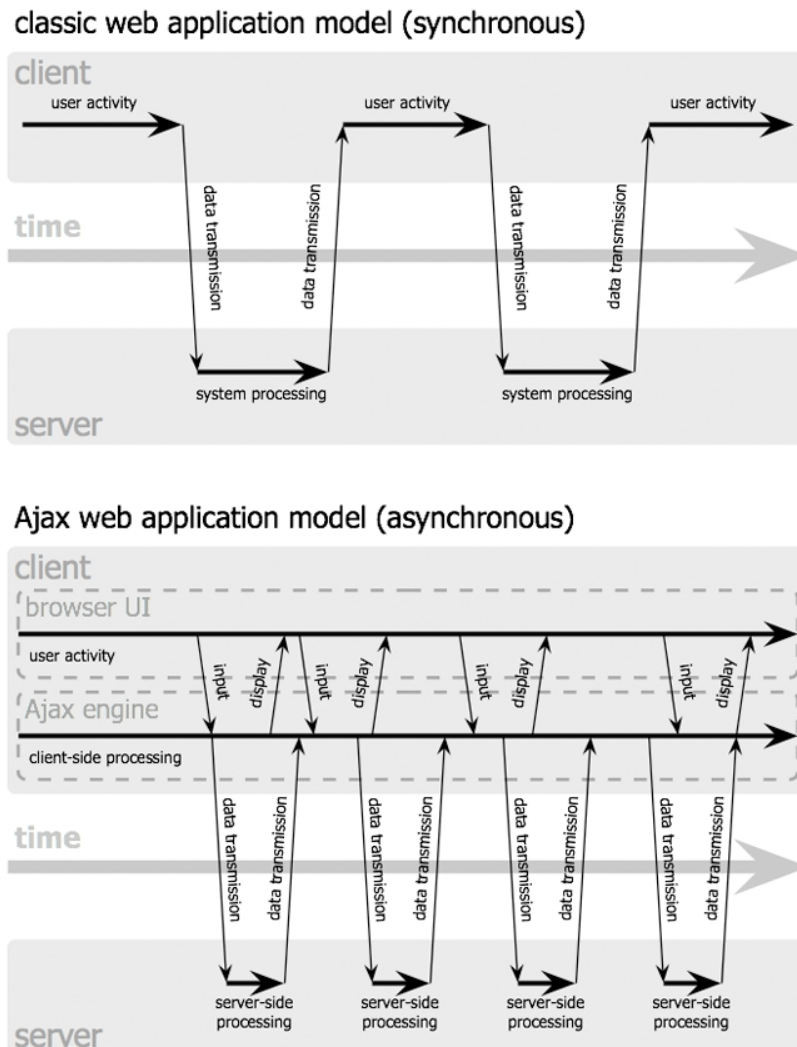 classic web application model (synchronous)
client
user activity
user activity
user activity
data transmission
data transmission
data transmission
data transmission
time
system processing
system processing
server
Ajax web application model (asynchronous)
client
browser UI
user activity
input
display
input
display
input
display
input
display
Ajax engine
client-side processing
data transmission
data transmission
data transmission
data transmission
data transmission
data transmission
data transmission
data transmission
time
server-side
processing
server-side
processing
server-side
processing
server-side
processing
server